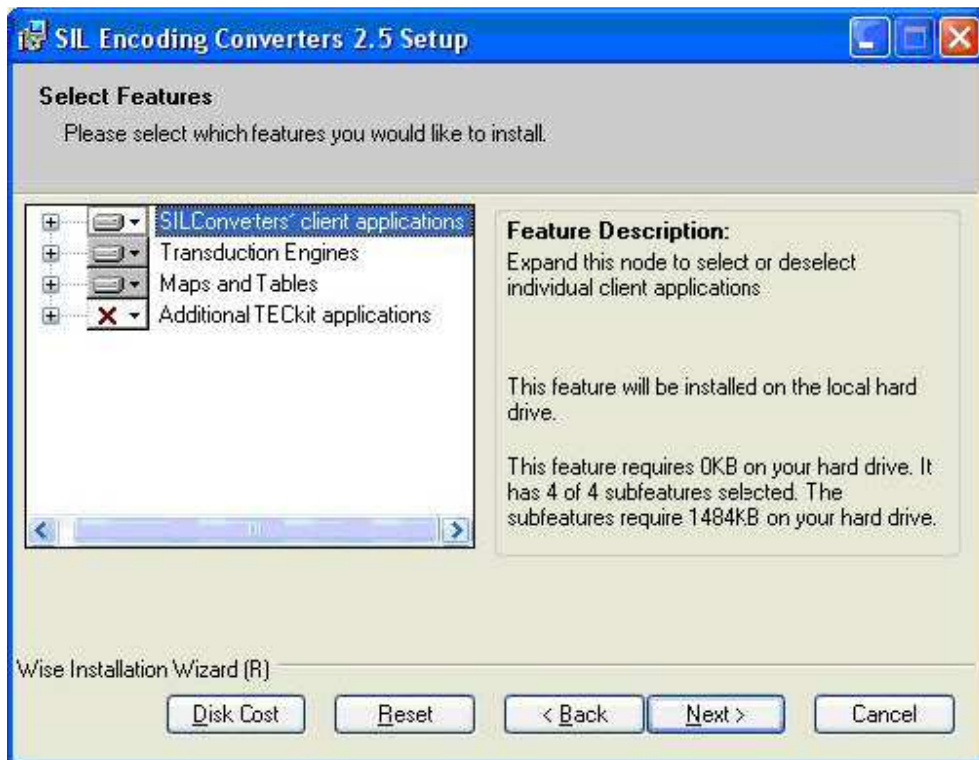 SIL Encoding Converters 2.5 Setup
Select Features
Please select which features you would like to install.
SILConveters' client applications
Transduction Engines
Maps and Tables
Additional TECkit applications
Feature Description:
Expand this node to select or deselect
individual client applications
This feature will be installed on the local hard
drive.
This feature requires 0KB on your hard drive. It
has 4 of 4 subfeatures selected. The
subfeatures require 1484KB on your hard drive.
Wise Installation Wizard (R)
Disk Cost
Reset
< Back
Next >
Cancel